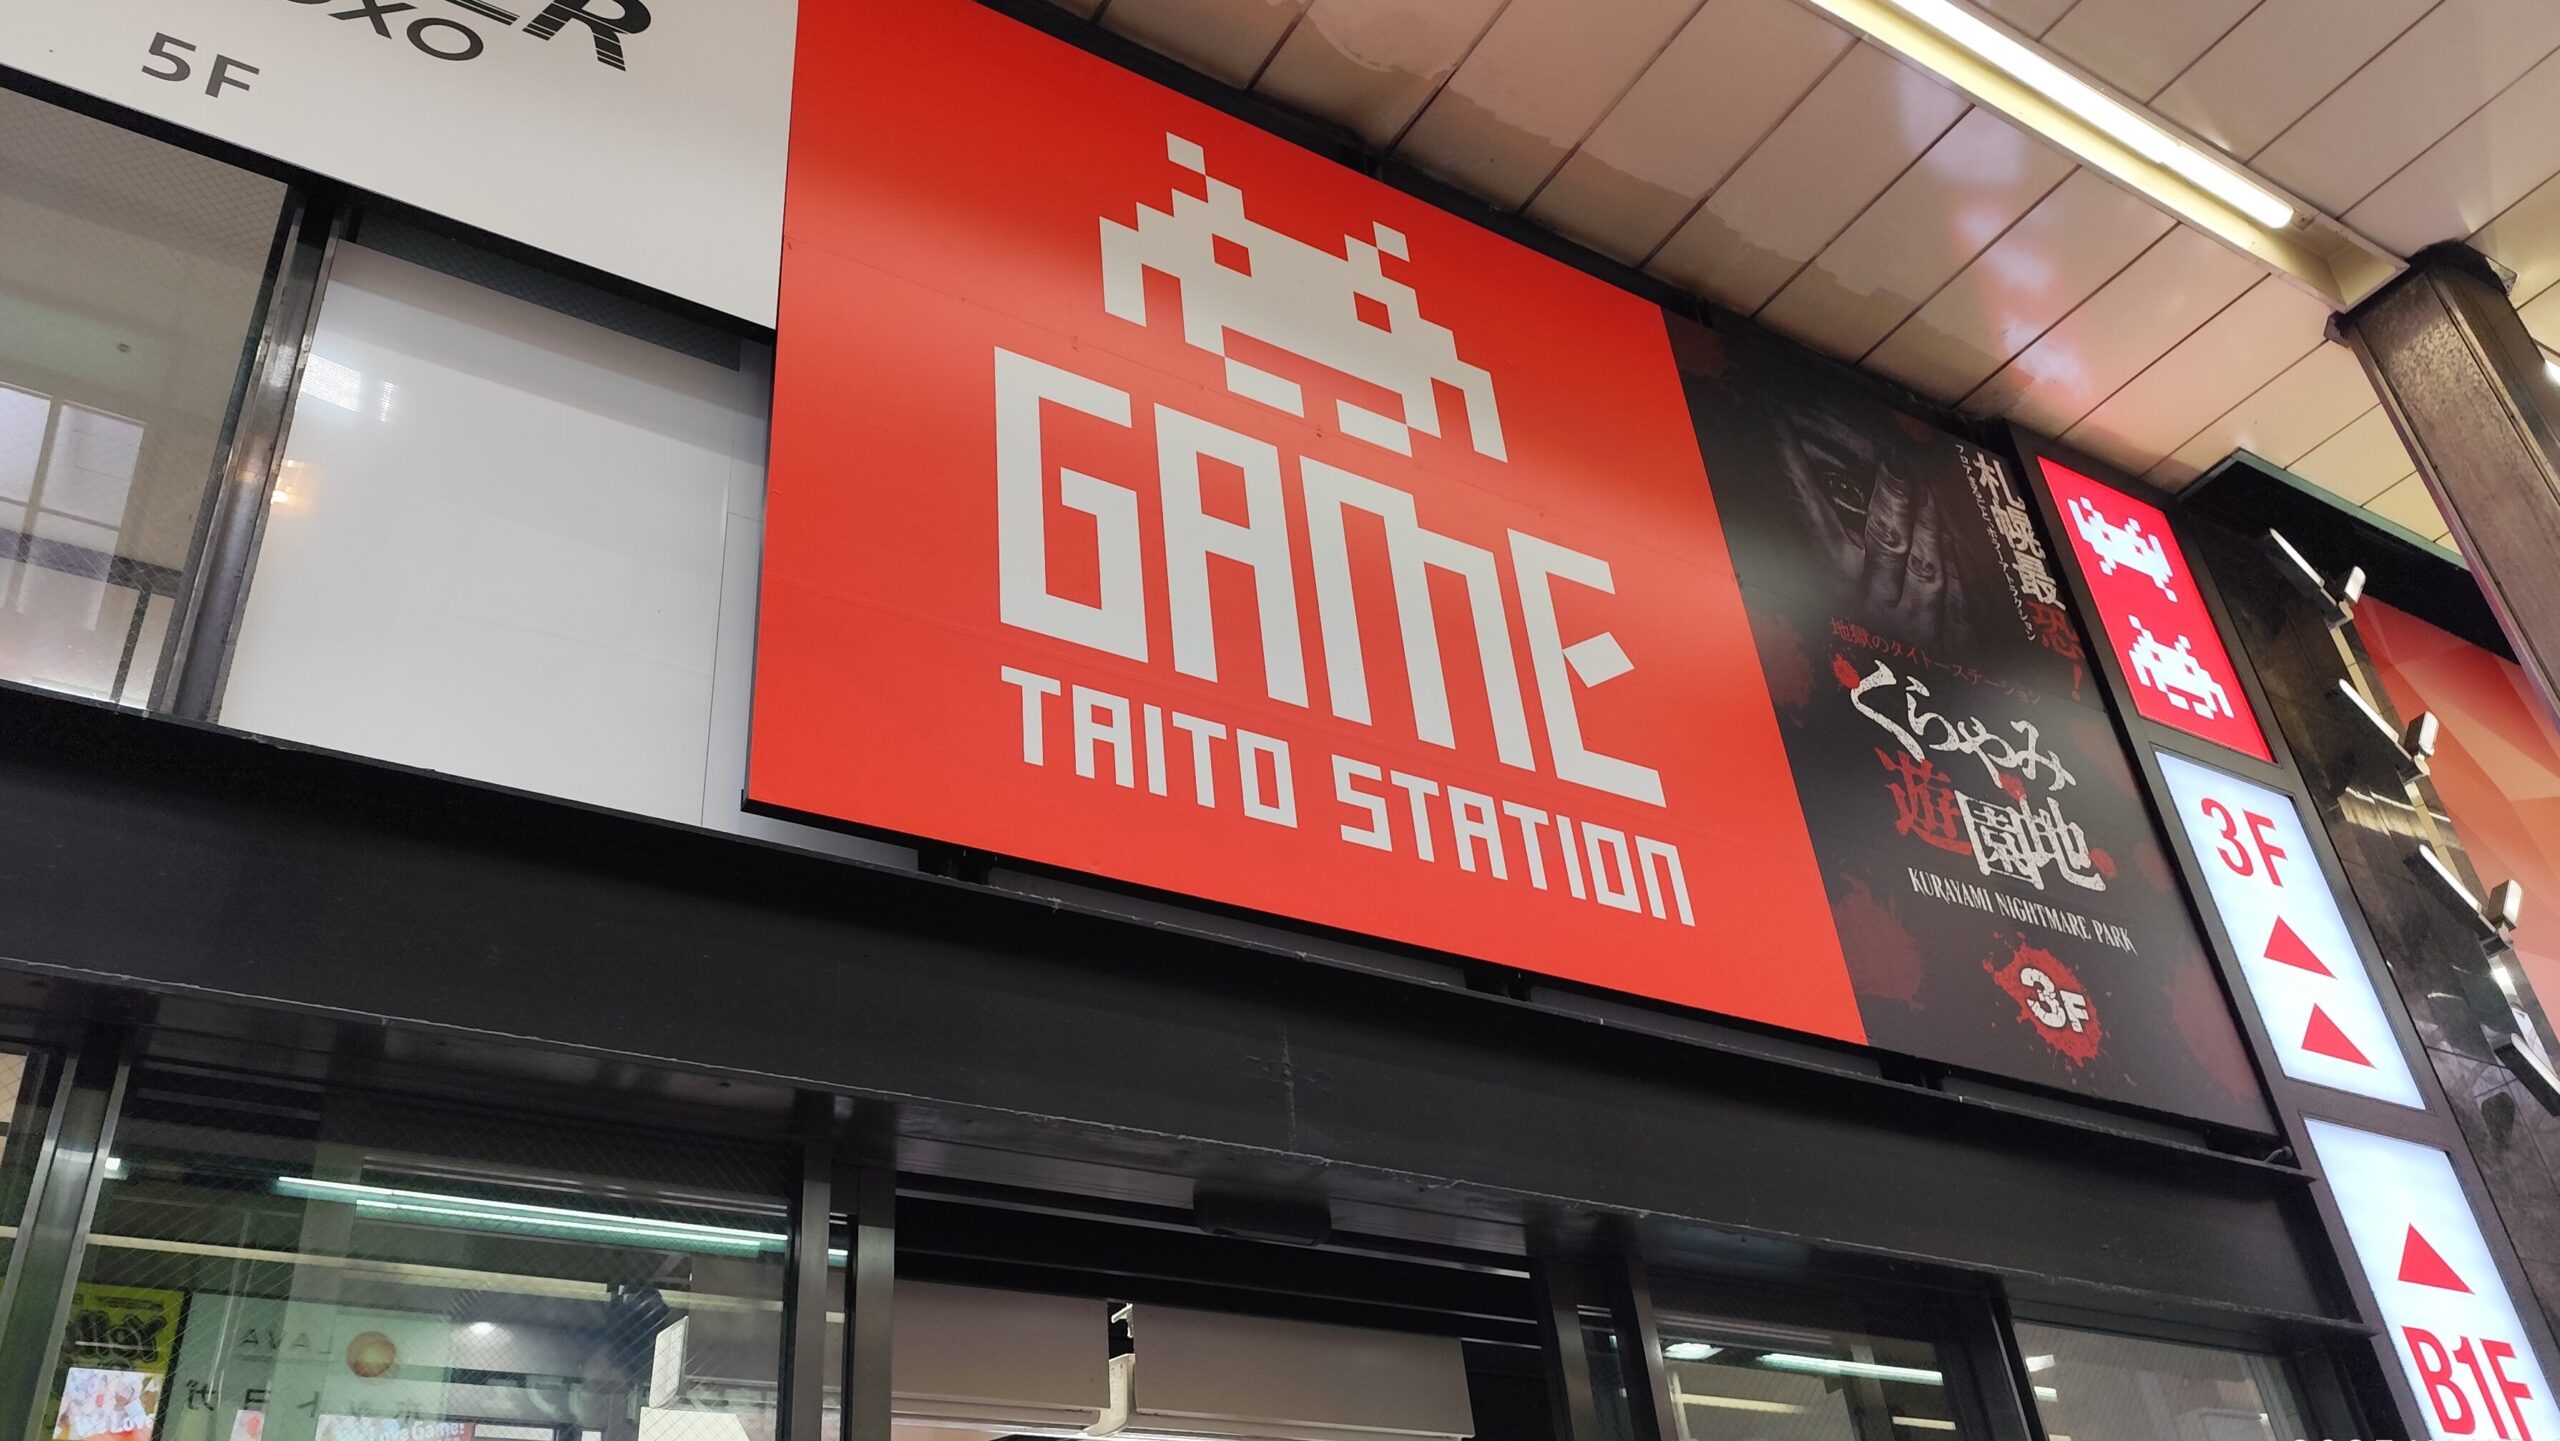 5F
GAME
TAITO STATION
札幌最恐!
地獄のタイトーステーション
くらやみ
遊園地
KURAYAMI NIGHTMARE PARK
3F
3F
B1F
LAVA